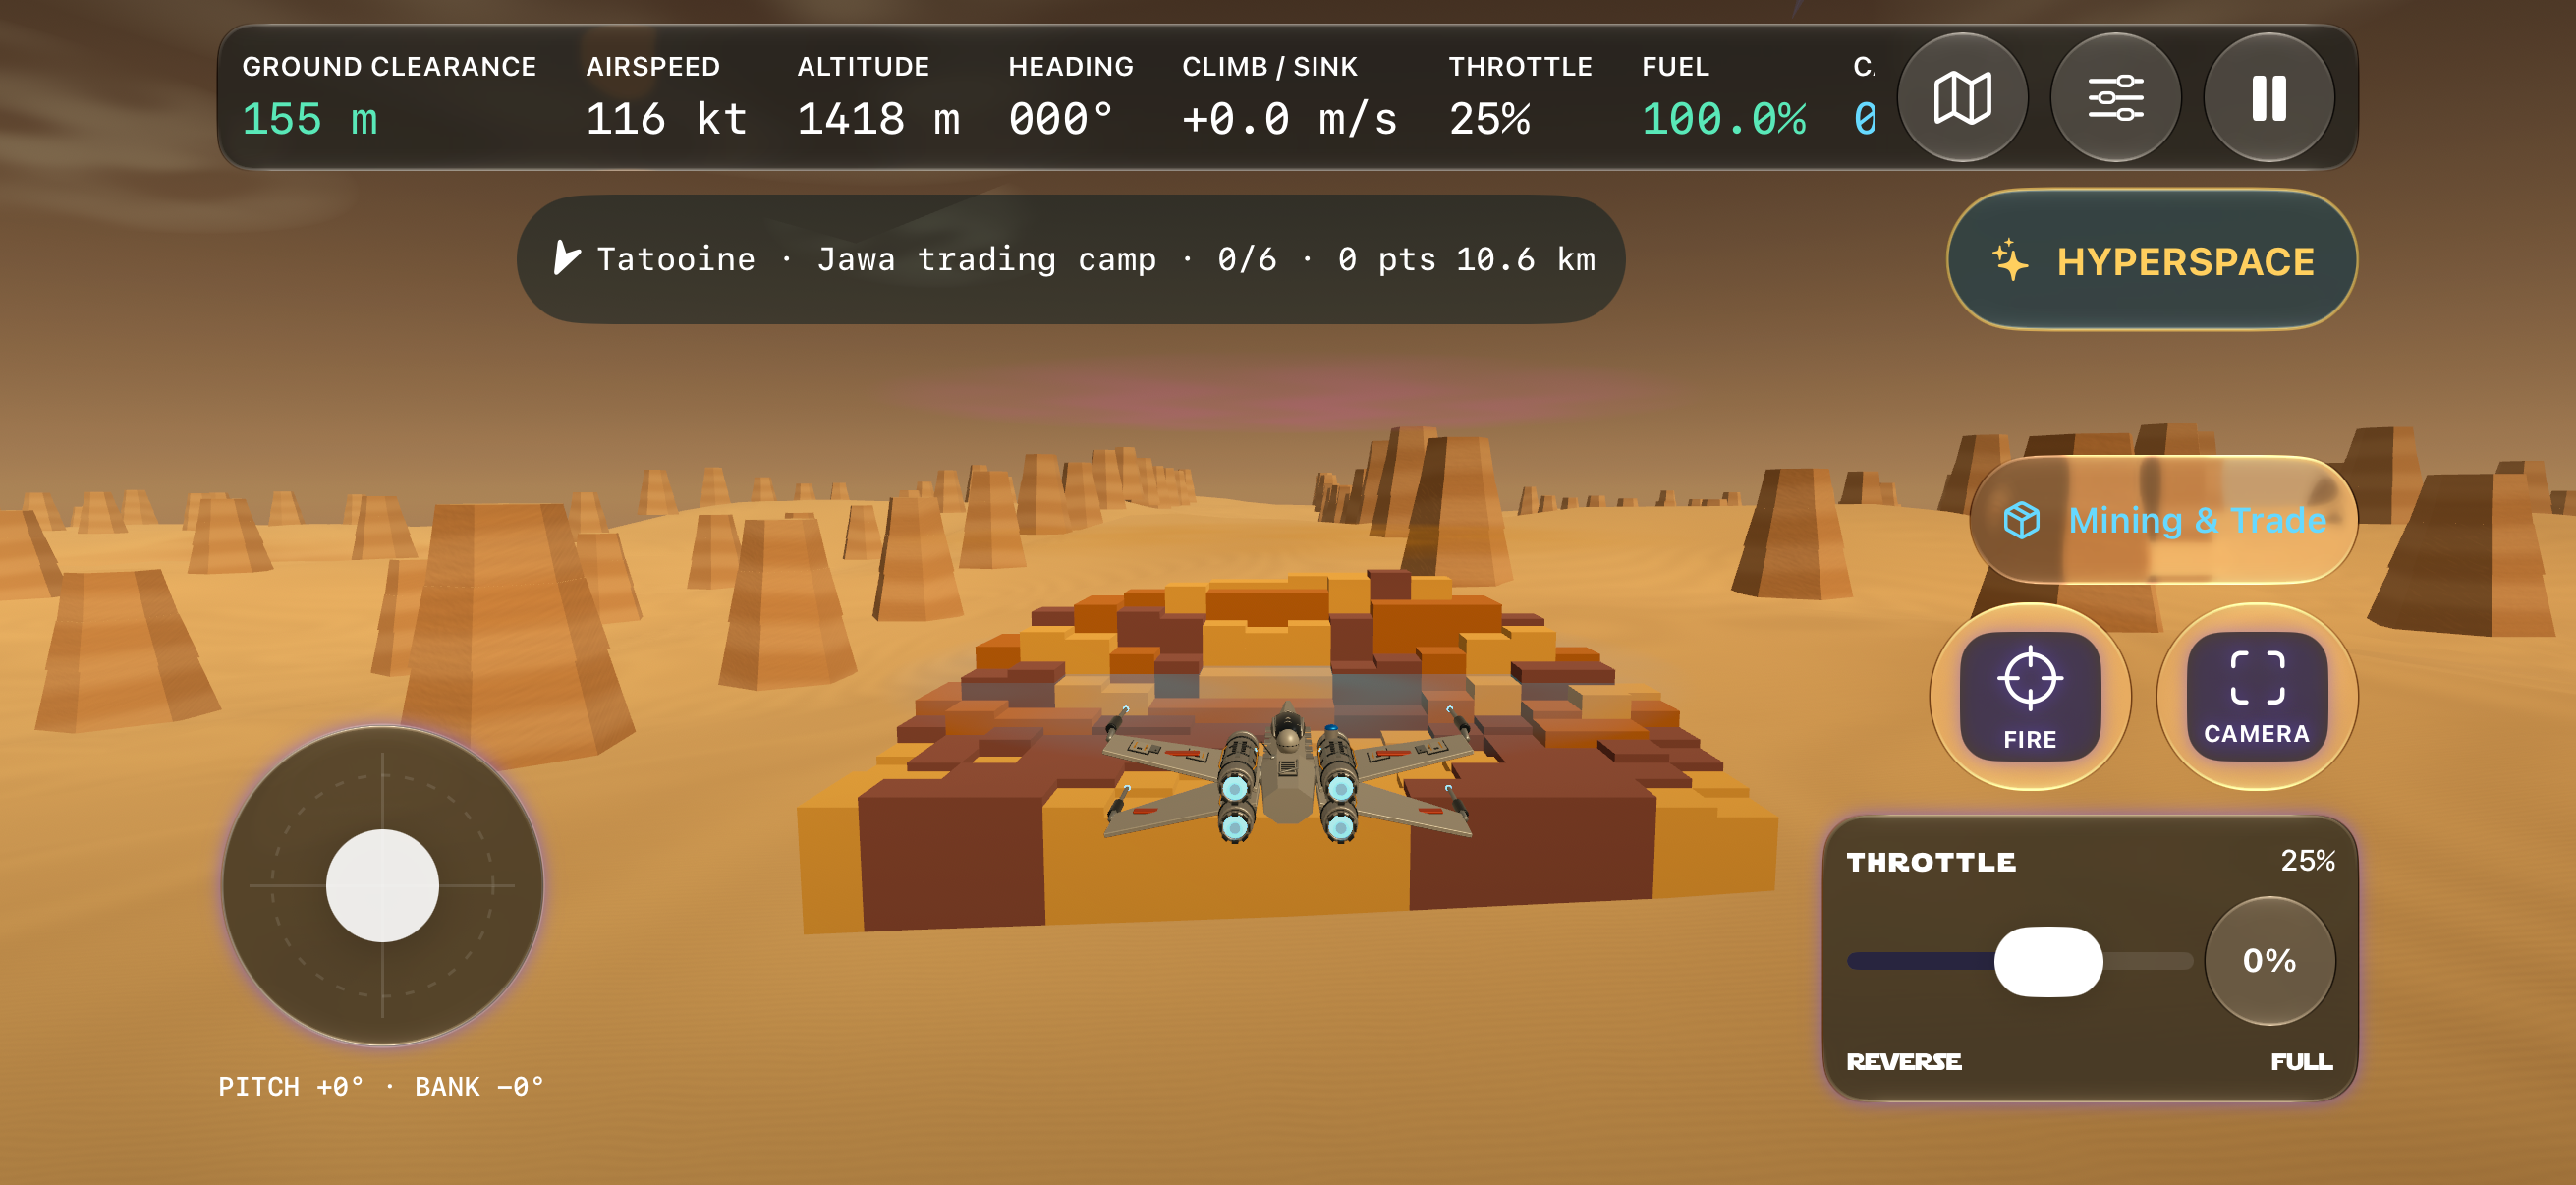 GROUND CLEARANCE AIRSPEED ALTITUDE HEADING CLIMB / SINK THROTTLE FUEL
155 m 116 kt 1418 m 000° +0.0 m/s 25% 100.0%
Tatooine · Jawa trading camp · 0/6 · 0 pts 10.6 km
HYPERSPACE
Mining & Trade
FIRE CAMERA
THROTTLE 25%
0%
REVERSE FULL
PITCH +0° · BANK −0°